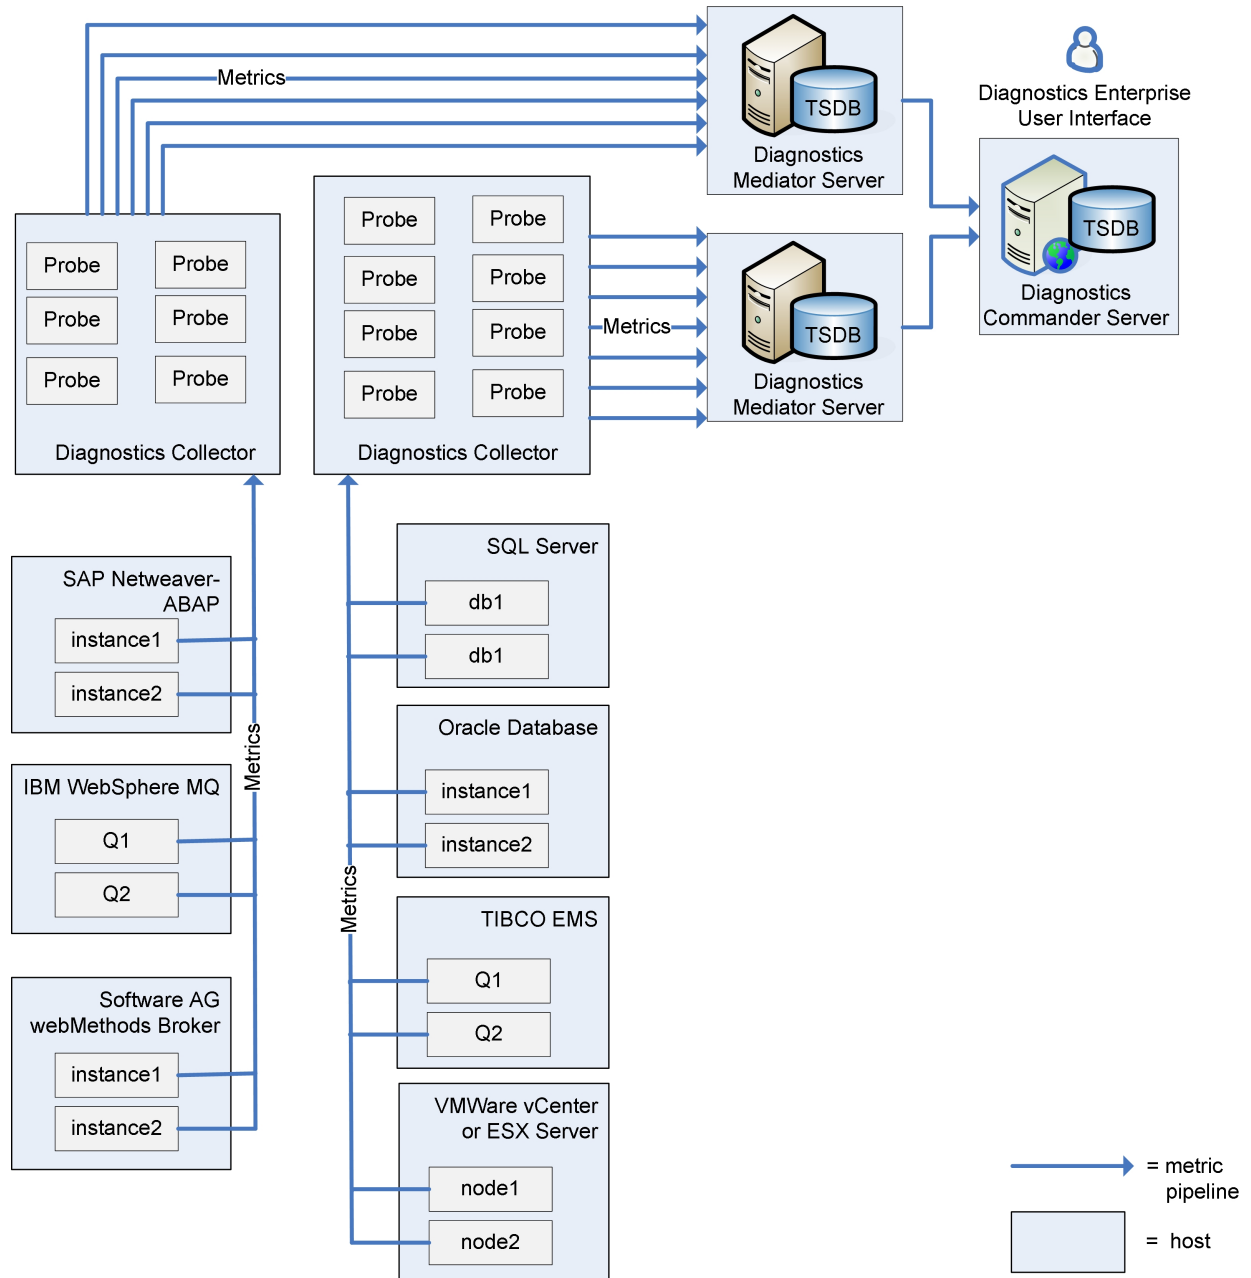 Metrics
TSDB
Diagnostics
Mediator Server
Diagnostics Enterprise
User Interface
TSDB
Diagnostics
Commander Server
Probe
Probe
Probe
Probe
Probe
Probe
Diagnostics Collector
Probe
Probe
Probe
Probe
Probe
Probe
Probe
Probe
Diagnostics Collector
Metrics
TSDB
Diagnostics
Mediator Server
SAP Netweaver-
ABAP
instance1
instance2
Metrics
IBM WebSphere MQ
Q1
Q2
Software AG
webMethods Broker
instance1
instance2
SQL Server
db1
db1
Oracle Database
instance1
instance2
Metrics
TIBCO EMS
Q1
Q2
VMWare vCenter
or ESX Server
node1
node2
= metric
pipeline
= host